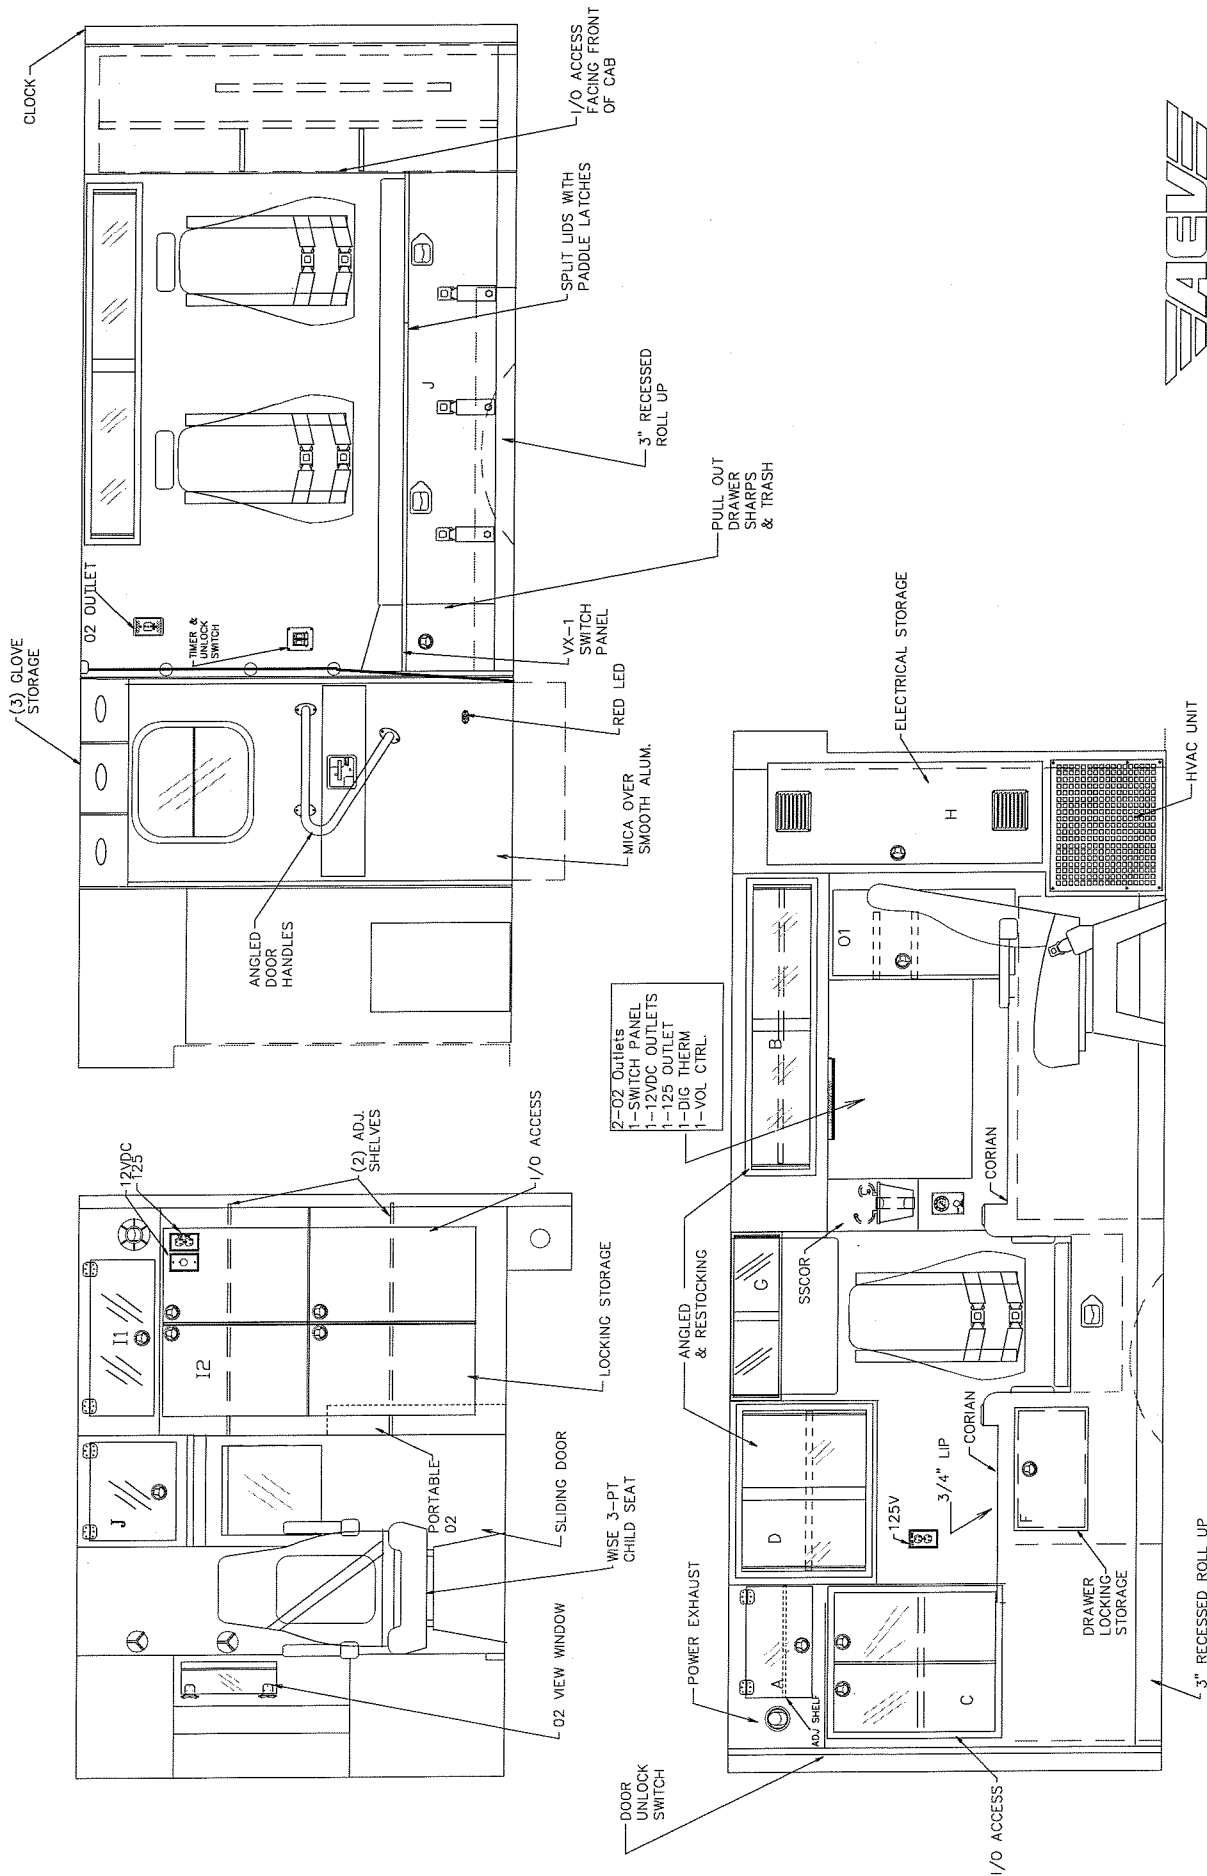 CLOCK
I/O ACCESS
FACING FRONT
OF CAB
SPLIT LIDS WITH
PADDLE LATCHES
J
3" RECESSED
ROLL UP
PULL OUT
DRAWER
SHARPS
& TRASH
(3) GLOVE
STORAGE
O2 OUTLET
TIMER &
UNLOCK
SWITCH
VX-1
SWITCH
PANEL
RED LED
MICA OVER
SMOOTH ALUM.
ANGLED
DOOR
HANDLES
12VDC
125
(2) ADJ.
SHELVES
I/O ACCESS
I1
I2
LOCKING STORAGE
J
PORTABLE
O2
SLIDING DOOR
WISE 3-PT
CHILD SEAT
O2 VIEW WINDOW
AEV
ELECTRICAL STORAGE
H
HVAC UNIT
O1
B
2-O2 Outlets
1-SWITCH PANEL
1-12VDC OUTLETS
1-125 OUTLET
1-DIG THERM
1-VOL CTRL.
CORIAN
SSCOR
G
ANGLED
& RESTOCKING
D
125V
3/4" LIP
CORIAN
F
DRAWER
LOCKING
STORAGE
POWER EXHAUST
A
ADJ SHELF
C
DOOR
UNLOCK
SWITCH
I/O ACCESS
3" RECESSED ROLL UP